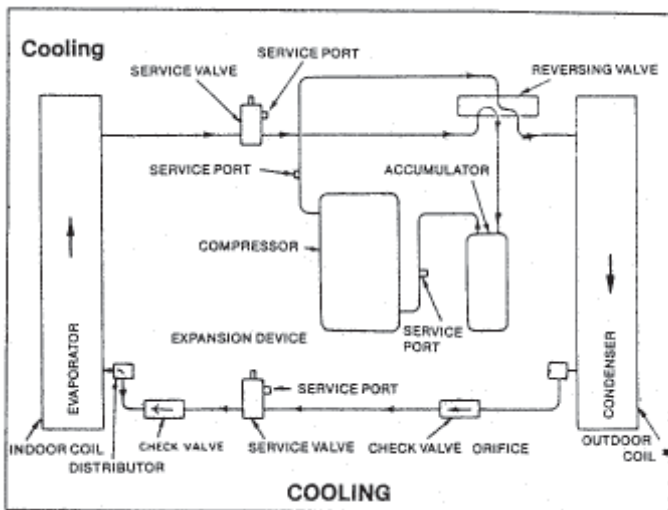 Cooling
SERVICE PORT
SERVICE VALVE
REVERSING VALVE
SERVICE PORT
ACCUMULATOR
COMPRESSOR
EVAPORATOR
CONDENSER
EXPANSION DEVICE
SERVICE
PORT
SERVICE PORT
INDOOR COIL
DISTRIBUTOR
CHECK VALVE
SERVICE VALVE
CHECK VALVE ORIFICE
OUTDOOR
COIL
COOLING